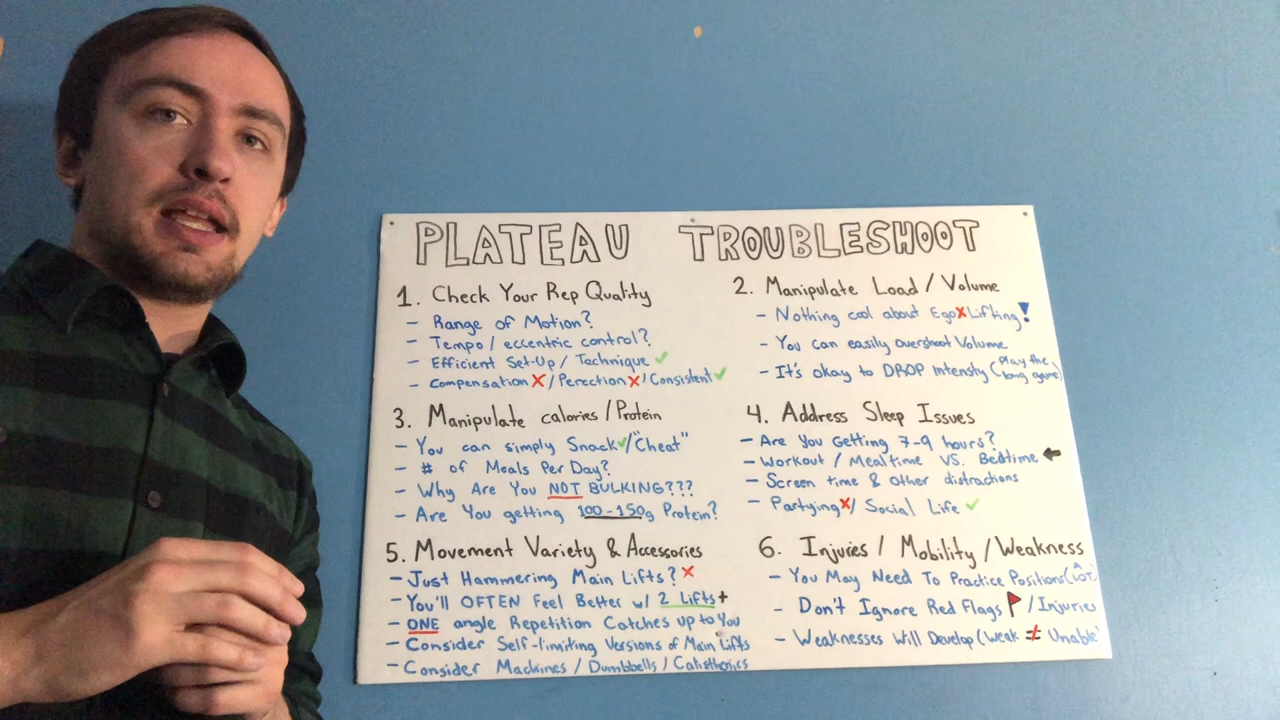 PLATEAU TROUBLESHOOT
1. Check Your Rep Quality
- Range of Motion?
- Tempo / eccentric control?
- Efficient Set-Up / Technique ✓
- Compensation X / Perection X / Consistent ✓
2. Manipulate Load / Volume
- Nothing cool about Ego X Lifting!
- You can easily overshoot Volume
- It's okay to DROP Intensity (Play the long game)
3. Manipulate calories / Protein
- You can simply Snack ✓ / "Cheat"
- # of Meals Per Day?
- Why Are You NOT BULKING???
- Are You getting 100-150g Protein?
4. Address Sleep Issues
- Are You Getting 7-9 hours?
- Workout / Mealtime VS. Bedtime ←
- Screen time & other distractions
- Partying X / Social Life ✓
5. Movement Variety & Accessories
- Just Hammering Main Lifts? X
- You'll OFTEN Feel Better w/ 2 Lifts +
- ONE angle Repetition Catches up to You
- Consider Self-limiting Versions of Main Lifts
- Consider Machines / Dumbbells / Calisthenics
6. Injuries / Mobility / Weakness
- You May Need To Practice Positions (LOT)
- Don't Ignore Red Flags / Injuries
- Weaknesses Will Develop (Weak ≠ Unable)